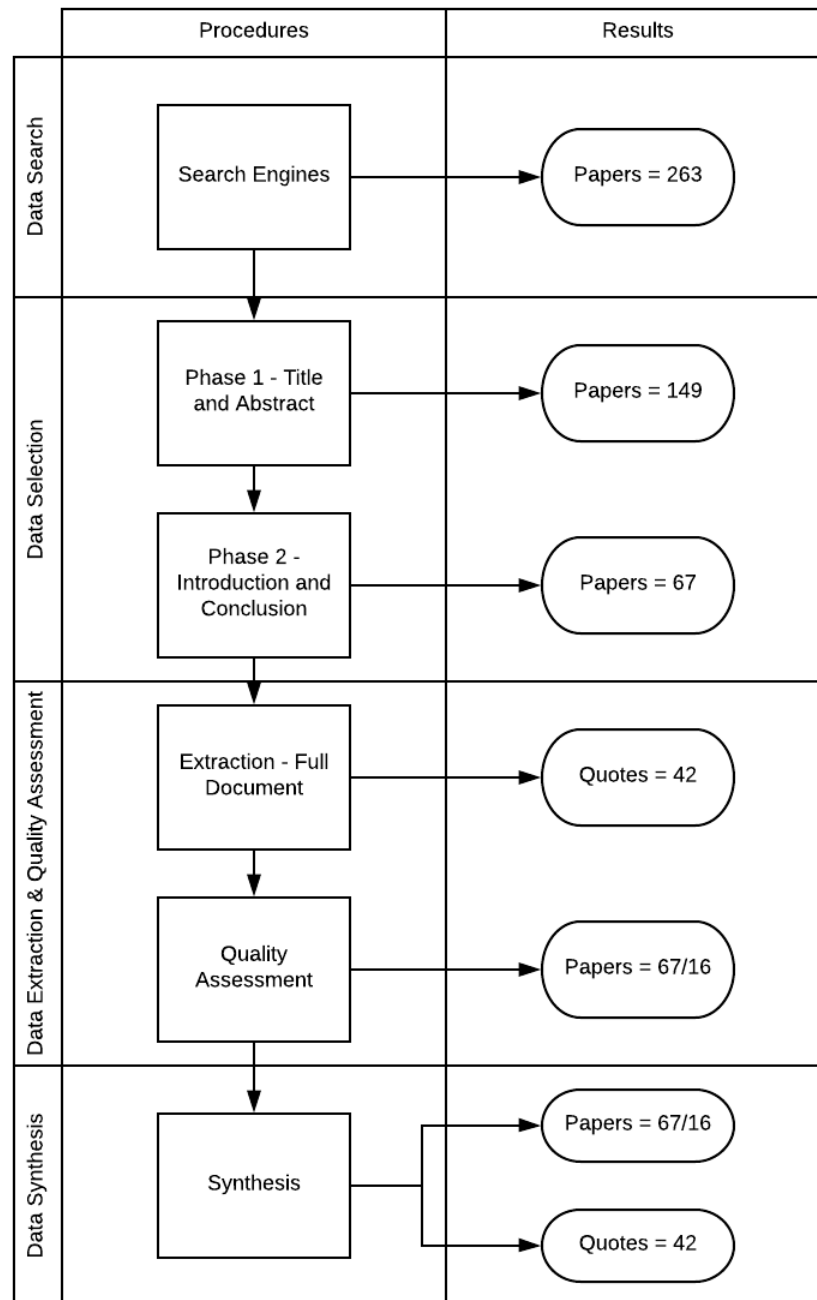 Procedures
Results
Data Search
Search Engines
Papers = 263
Data Selection
Phase 1 - Title
and Abstract
Papers = 149
Phase 2 -
Introduction and
Conclusion
Papers = 67
Data Extraction & Quality Assessment
Extraction - Full
Document
Quotes = 42
Quality
Assessment
Papers = 67/16
Data Synthesis
Synthesis
Papers = 67/16
Quotes = 42